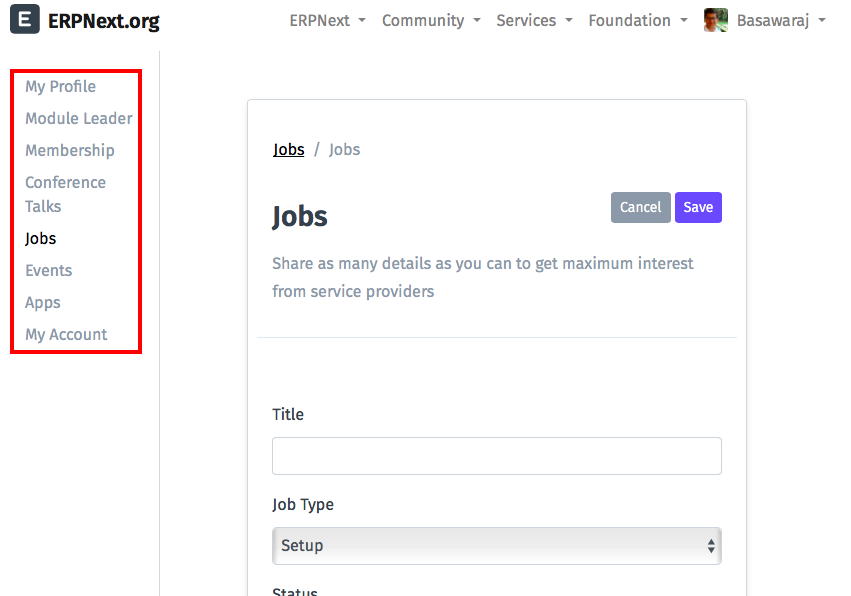 E ERPNext.org
ERPNext Community Services Foundation Basawaraj
My Profile
Module Leader
Membership
Conference
Talks
Jobs
Events
Apps
My Account
Jobs / Jobs
Jobs
Cancel Save
Share as many details as you can to get maximum interest
from service providers
Title
Job Type
Setup
Status